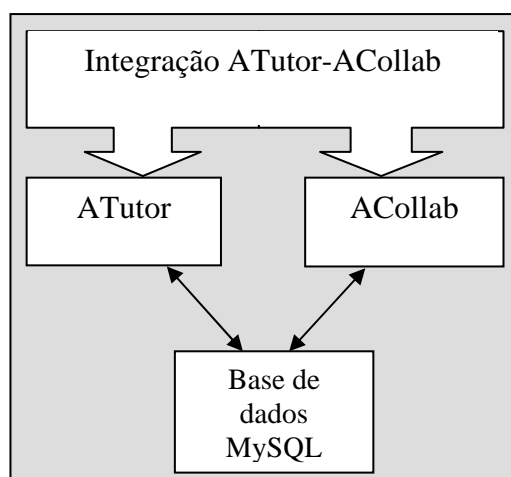 Integração ATutor-ACollab
ATutor
ACollab
Base de
dados
MySQL